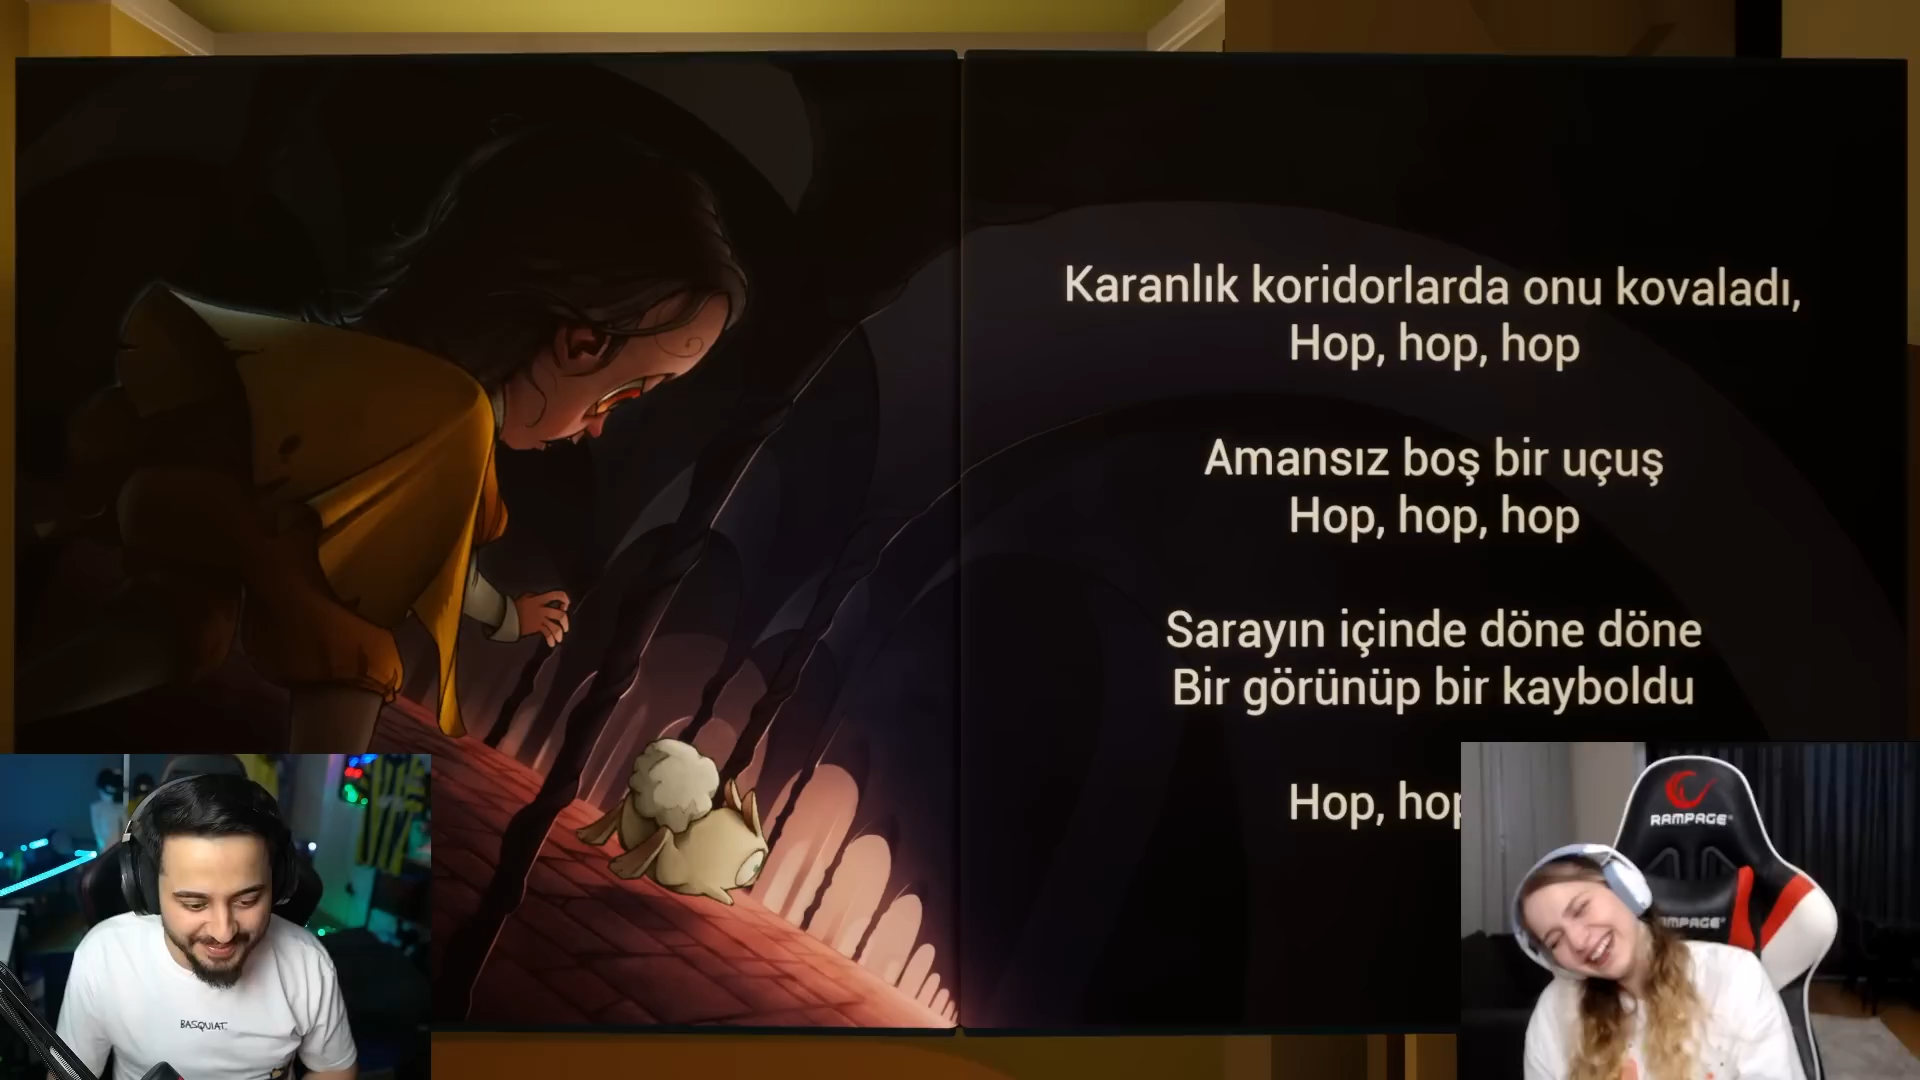 Karanlık koridorlarda onu kovaladı,
Hop, hop, hop
Amansız boş bir uçuş
Hop, hop, hop
Sarayın içinde döne döne
Bir görünüp bir kayboldu
Hop, hop
BASQUIAT
RAMPAGE
RAMPAGE